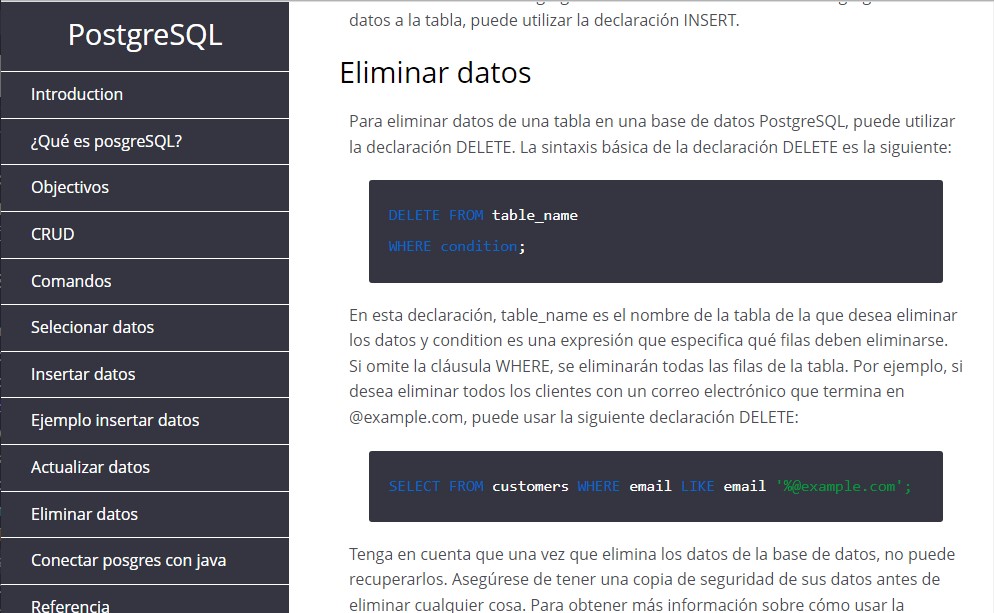 PostgreSQL
Introduction
¿Qué es posgreSQL?
Objectivos
CRUD
Comandos
Selecionar datos
Insertar datos
Ejemplo insertar datos
Actualizar datos
Eliminar datos
Conectar posgres con java
Referencia
datos a la tabla, puede utilizar la declaración INSERT.
Eliminar datos
Para eliminar datos de una tabla en una base de datos PostgreSQL, puede utilizar
la declaración DELETE. La sintaxis básica de la declaración DELETE es la siguiente:
DELETE FROM table_name
WHERE condition;
En esta declaración, table_name es el nombre de la tabla de la que desea eliminar
los datos y condition es una expresión que especifica qué filas deben eliminarse.
Si omite la cláusula WHERE, se eliminarán todas las filas de la tabla. Por ejemplo, si
desea eliminar todos los clientes con un correo electrónico que termina en
@example.com, puede usar la siguiente declaración DELETE:
SELECT FROM customers WHERE email LIKE email '%@example.com';
Tenga en cuenta que una vez que elimina los datos de la base de datos, no puede
recuperarlos. Asegúrese de tener una copia de seguridad de sus datos antes de
eliminar cualquier cosa. Para obtener más información sobre cómo usar la